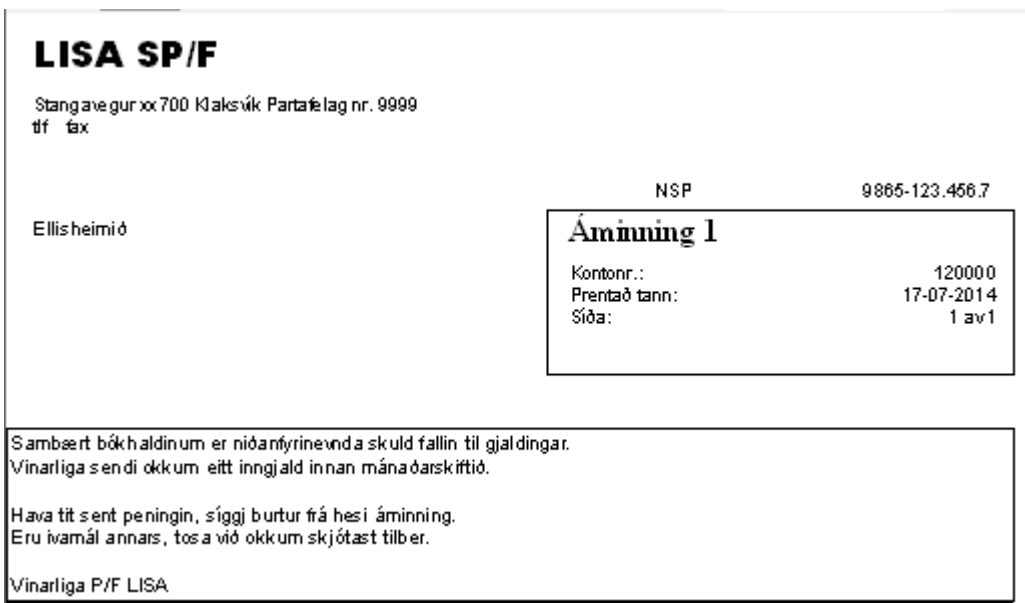 LISA SP/F
Stangavegur xx 700 Klaksvík Partafelag nr. 9999
tlf fax
NSP 9865-123.456.7
Ellisheimið
Áminning 1
Kontonr.: 120000
Prentað tann: 17-07-2014
Síða: 1 av 1
Sambært bókhaldinum er niðanfyrinevnda skuld fallin til gjaldingar.
Vinarliga sendi okkum eitt inngjald innan mánaðarskiftið.
Hava tit sent peningin, síggj burtur frá hesi áminning.
Eru ivamál annars, tosa við okkum skjótast tilber.
Vinarliga P/F LISA